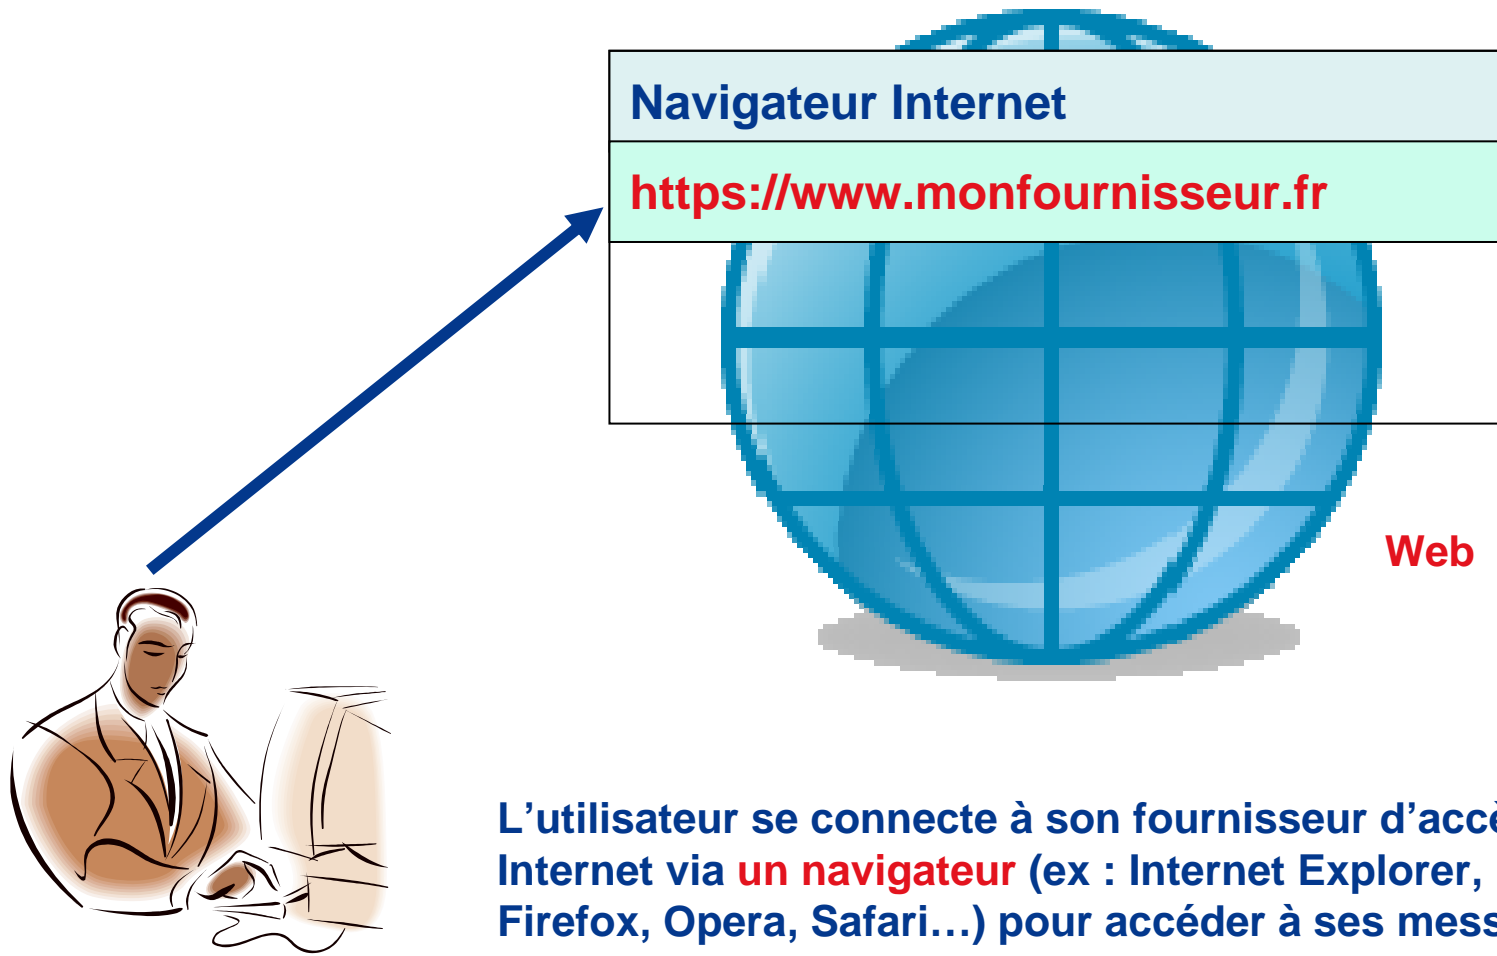 Navigateur Internet
https://www.monfournisseur.fr
Web
L’utilisateur se connecte à son fournisseur d’accè
Internet via un navigateur (ex : Internet Explorer,
Firefox, Opera, Safari…) pour accéder à ses mess